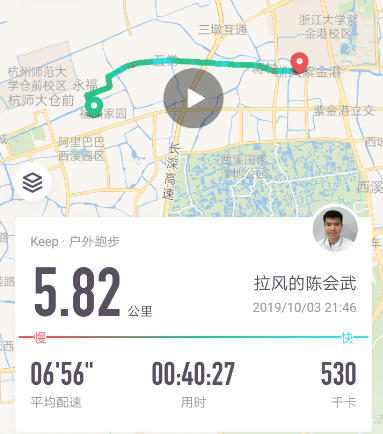 三墩互通
浙江大学紫
金港校区
五常
杭州师范大
学仓前校区
永福
杭师大仓前
紫金港
福
家园
紫金港立交
阿里巴巴
西溪园区
西溪国家
湿地公园
长深高速
西溪
Keep · 户外跑步
5.82 公里
拉风的陈会武
2019/10/03 21:46
慢
快
06'56"
00:40:27
530
平均配速
用时
千卡